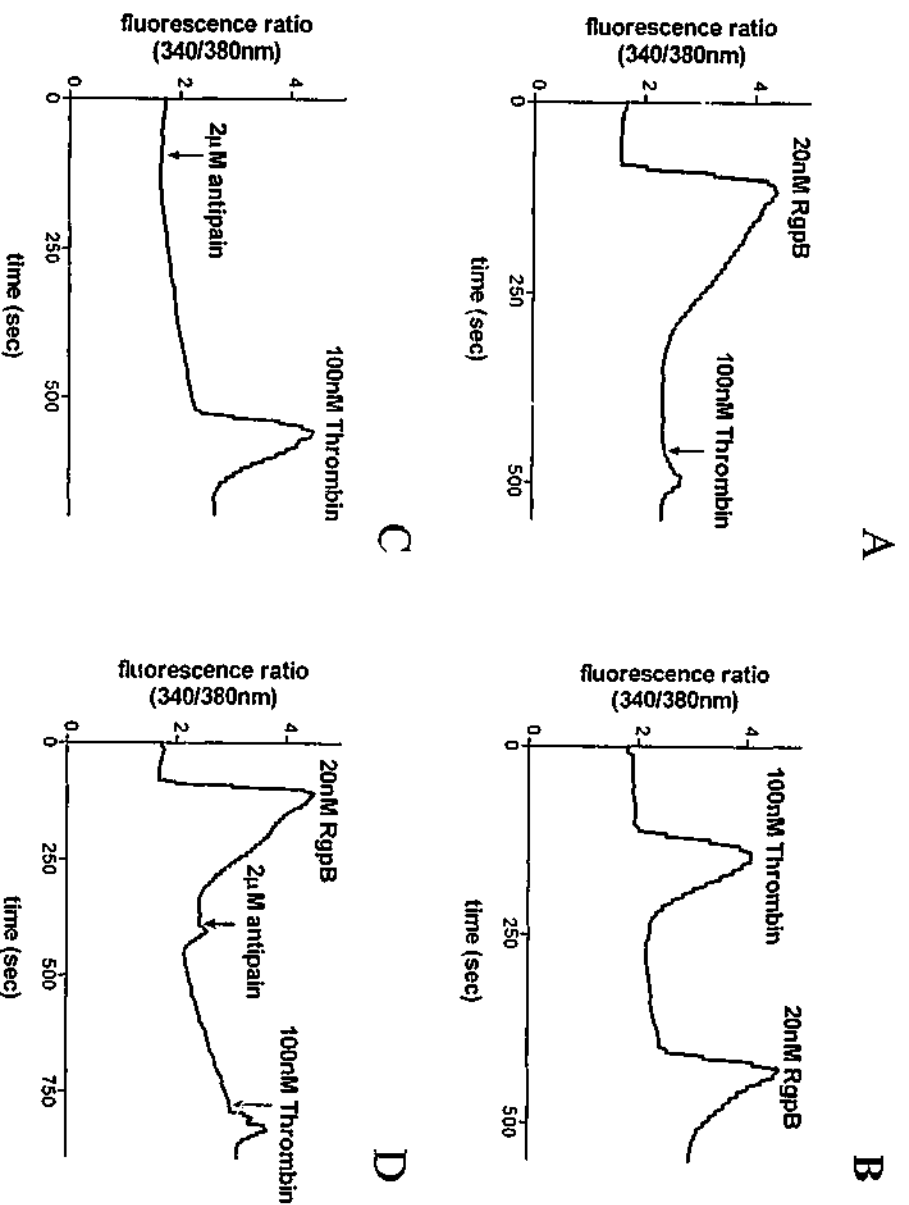 A
fluorescence ratio
(340/380nm)
0
2
4
20nM RgpB
100nM Thrombin
0
250
500
time (sec)
B
fluorescence ratio
(340/380nm)
0
2
4
100nM Thrombin
20nM RgpB
0
250
500
time (sec)
C
fluorescence ratio
(340/380nm)
0
2
4
2µM antipain
100nM Thrombin
0
250
500
time (sec)
D
fluorescence ratio
(340/380nm)
0
2
4
20nM RgpB
2µM antipain
100nM Thrombin
0
250
500
750
time (sec)